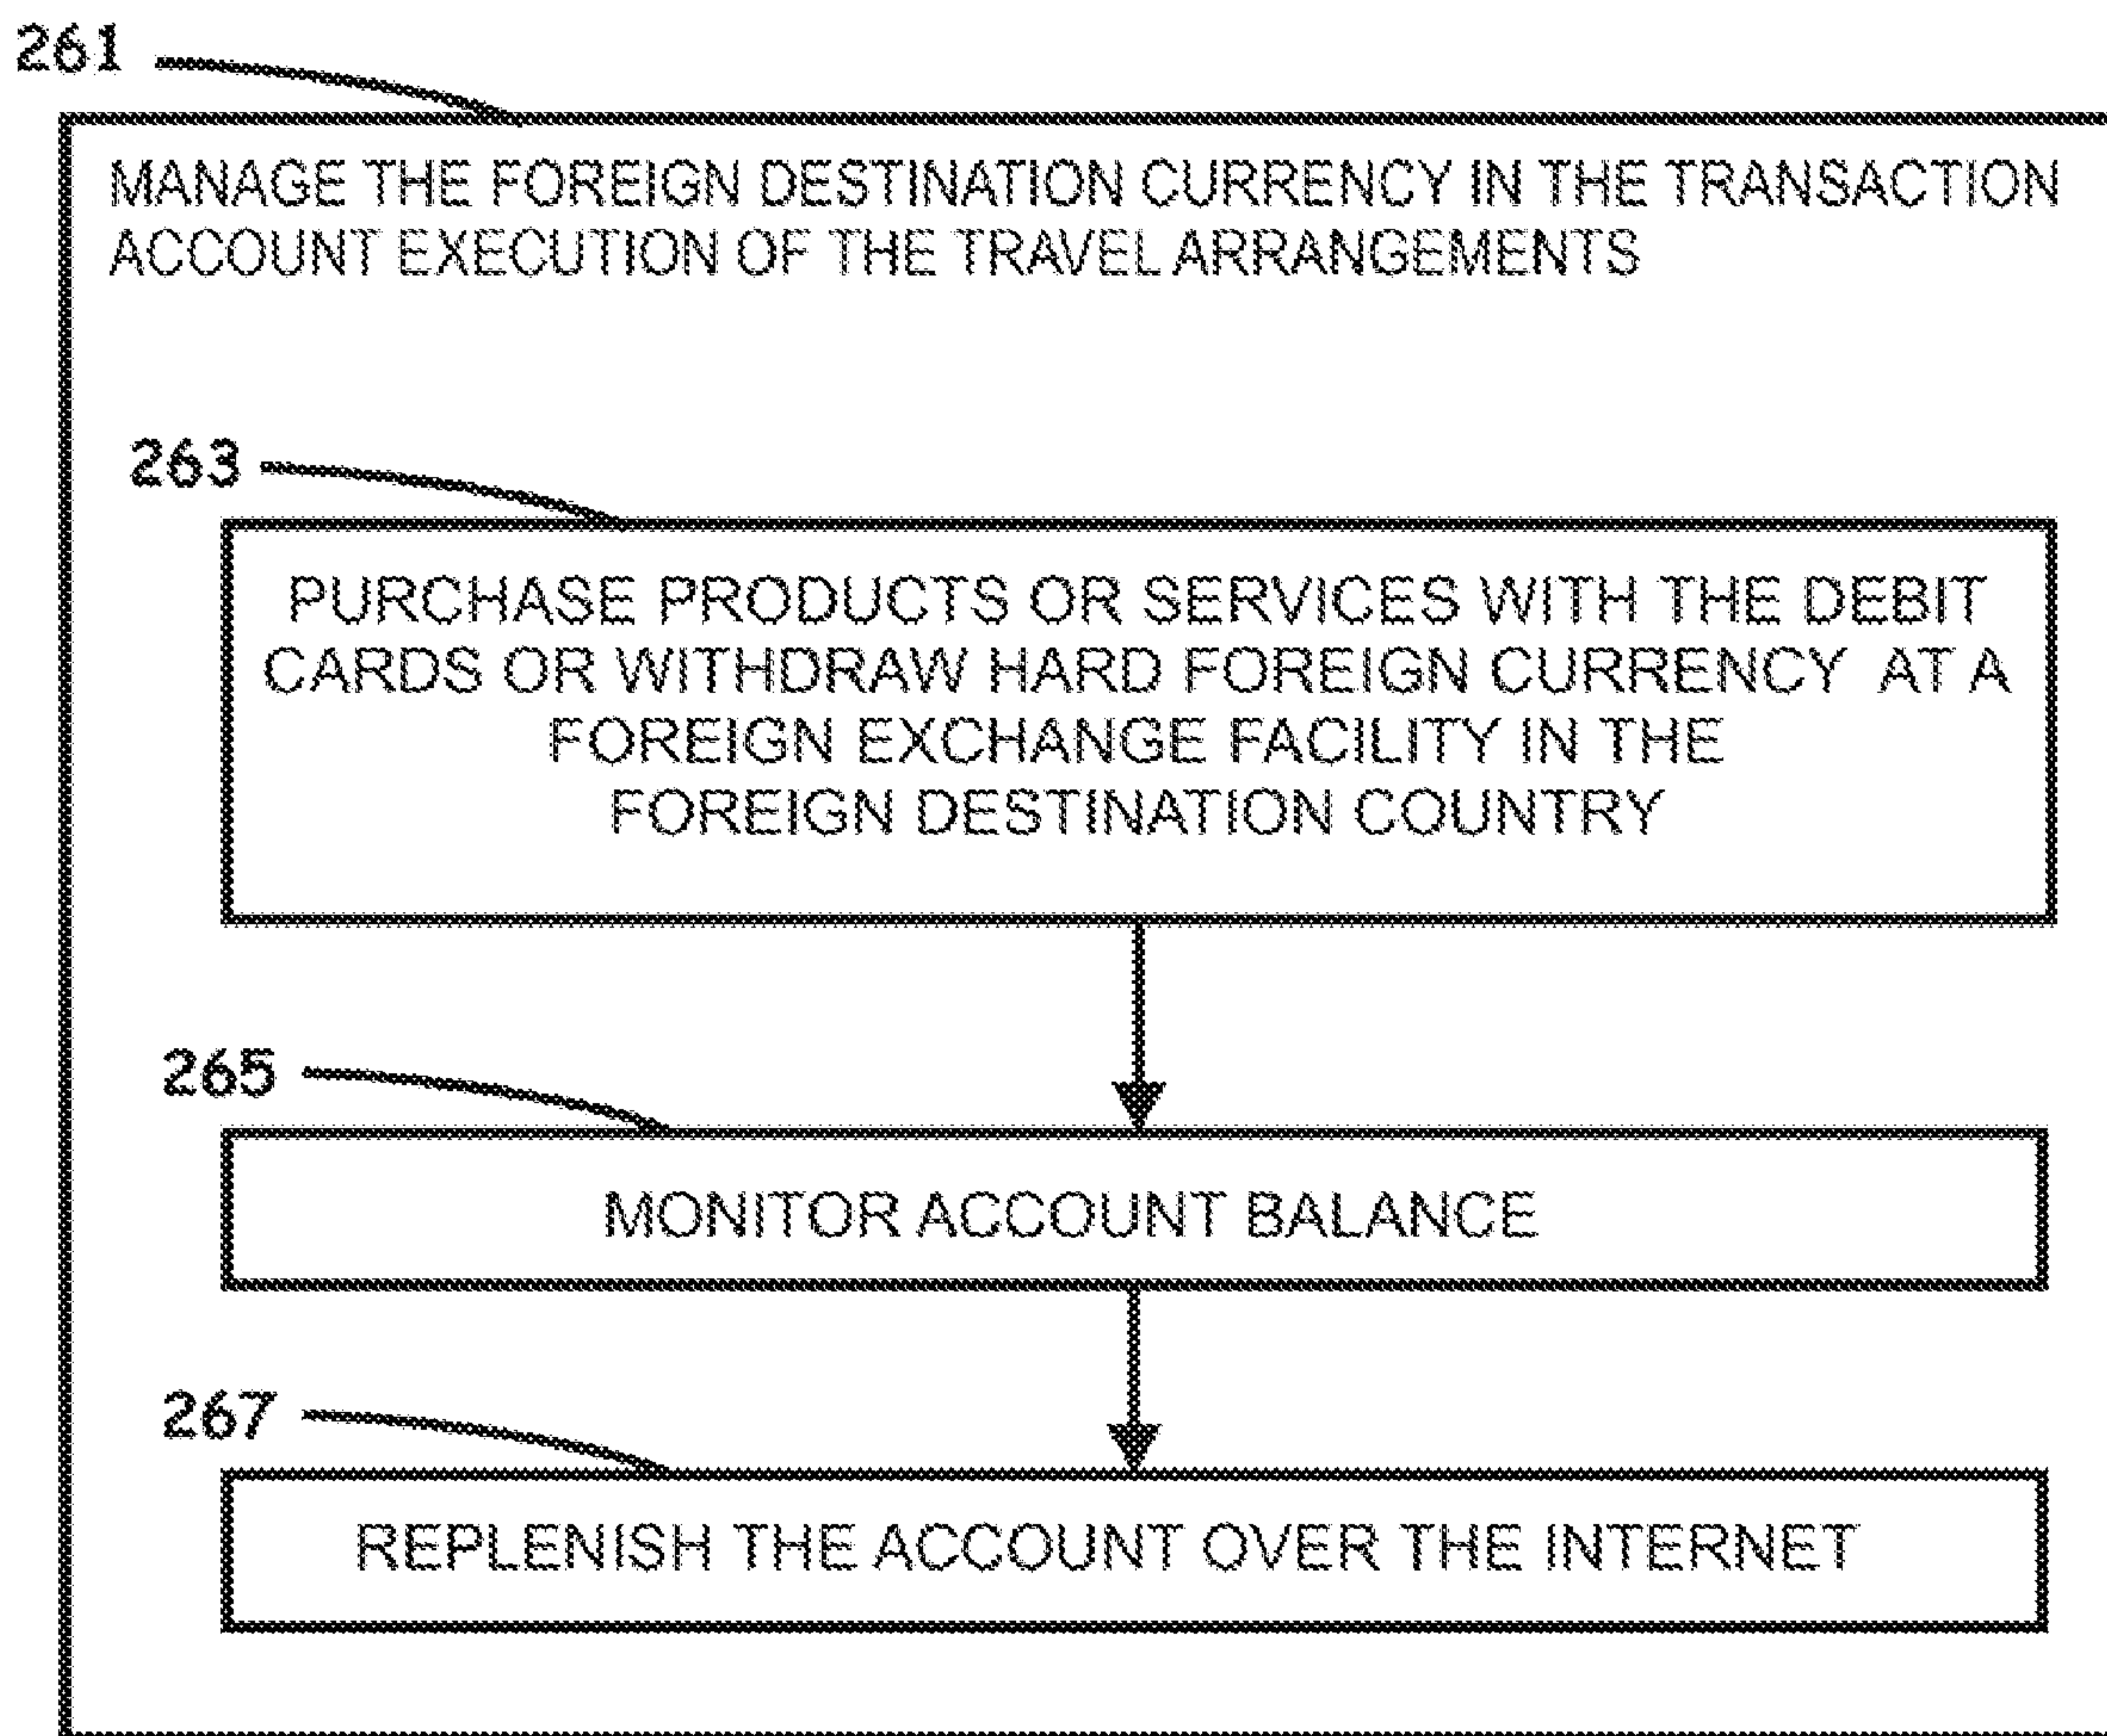 261
MANAGE THE FOREIGN DESTINATION CURRENCY IN THE TRANSACTION
ACCOUNT EXECUTION OF THE TRAVEL ARRANGEMENTS
263
PURCHASE PRODUCTS OR SERVICES WITH THE DEBIT
CARDS OR WITHDRAW HARD FOREIGN CURRENCY AT A
FOREIGN EXCHANGE FACILITY IN THE
FOREIGN DESTINATION COUNTRY
265
MONITOR ACCOUNT BALANCE
267
REPLENISH THE ACCOUNT OVER THE INTERNET